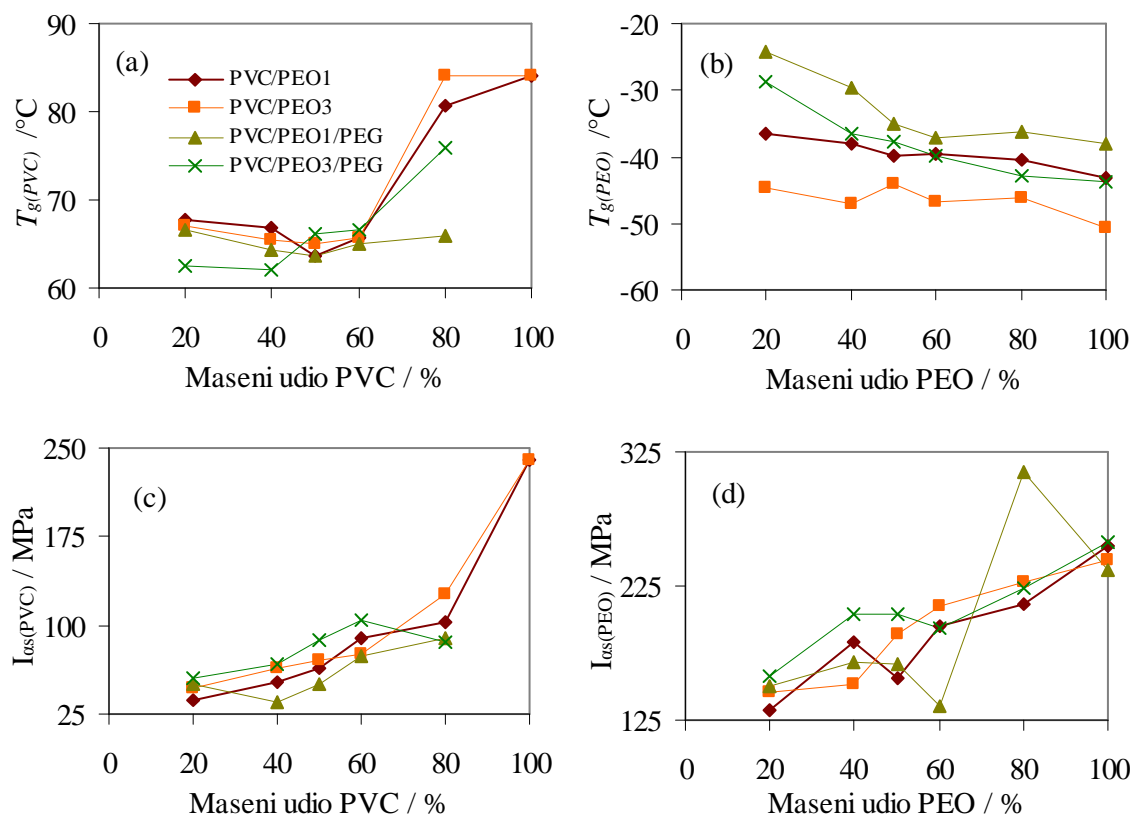 (a)
PVC/PEO1
PVC/PEO3
PVC/PEO1/PEG
PVC/PEO3/PEG
90
80
70
60
Tg(PVC) /°C
0 20 40 60 80 100
Maseni udio PVC / %
(b)
-20
-30
-40
-50
-60
Tg(PEO) /°C
0 20 40 60 80 100
Maseni udio PEO / %
(c)
250
175
100
25
Iαs(PVC) / MPa
0 20 40 60 80 100
Maseni udio PVC / %
(d)
325
225
125
Iαs(PEO) / MPa
0 20 40 60 80 100
Maseni udio PEO / %